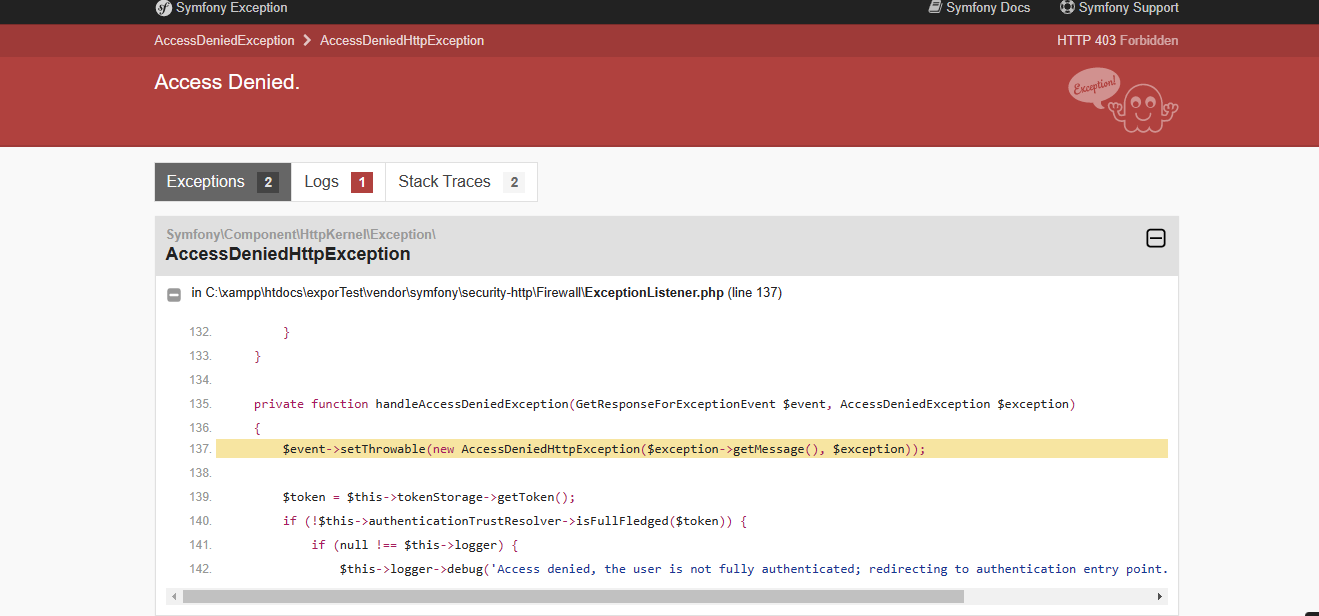 Symfony Exception
Symfony Docs
Symfony Support
AccessDeniedException > AccessDeniedHttpException
HTTP 403 Forbidden
Access Denied.
Exception!
Exceptions 2
Logs 1
Stack Traces 2
Symfony\Component\HttpKernel\Exception\
AccessDeniedHttpException
in C:\xampp\htdocs\exporTest\vendor\symfony\security-http\Firewall\ExceptionListener.php (line 137)
132. }
133. }
134.
135. private function handleAccessDeniedException(GetResponseForExceptionEvent $event, AccessDeniedException $exception)
136. {
137. $event->setThrowable(new AccessDeniedHttpException($exception->getMessage(), $exception));
138.
139. $token = $this->tokenStorage->getToken();
140. if (!$this->authenticationTrustResolver->isFullFledged($token)) {
141. if (null !== $this->logger) {
142. $this->logger->debug('Access denied, the user is not fully authenticated; redirecting to authentication entry point.